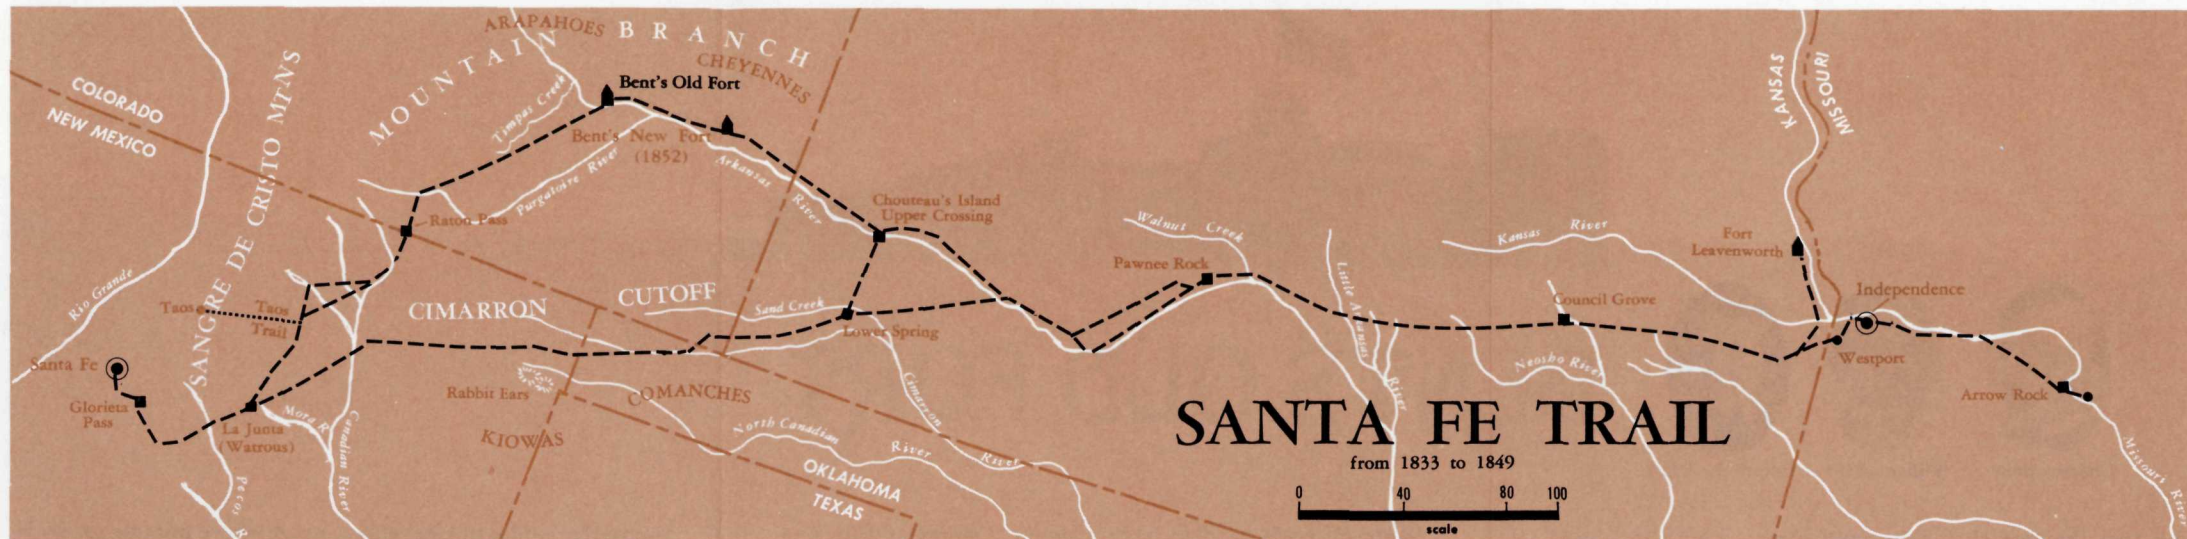 ARAPAHOES
MOUNTAIN BRANCH
CHEYENNES
COLORADO
NEW MEXICO
SANGRE DE CRISTO MTNS
Rio Grande
Timpas Creek
Bent's Old Fort
Bent's New Fort
(1852)
Purgatoire River
Arkansas River
Raton Pass
Chouteau's Island
Upper Crossing
Walnut Creek
Pawnee Rock
Little Arkansas River
Kansas River
KANSAS
MISSOURI
Fort
Leavenworth
Independence
Council Grove
Westport
Neosho River
Arrow Rock
Missouri River
Taos
Taos
Trail
CIMARRON CUTOFF
Sand Creek
Lower Spring
Santa Fe
Glorieta
Pass
La Junta
(Watrous)
Mora R
Canadian River
Pecos R
Rabbit Ears
COMANCHES
KIOWAS
North Canadian River
Cimarron River
OKLAHOMA
TEXAS
SANTA FE TRAIL
from 1833 to 1849
0 40 80 100
scale